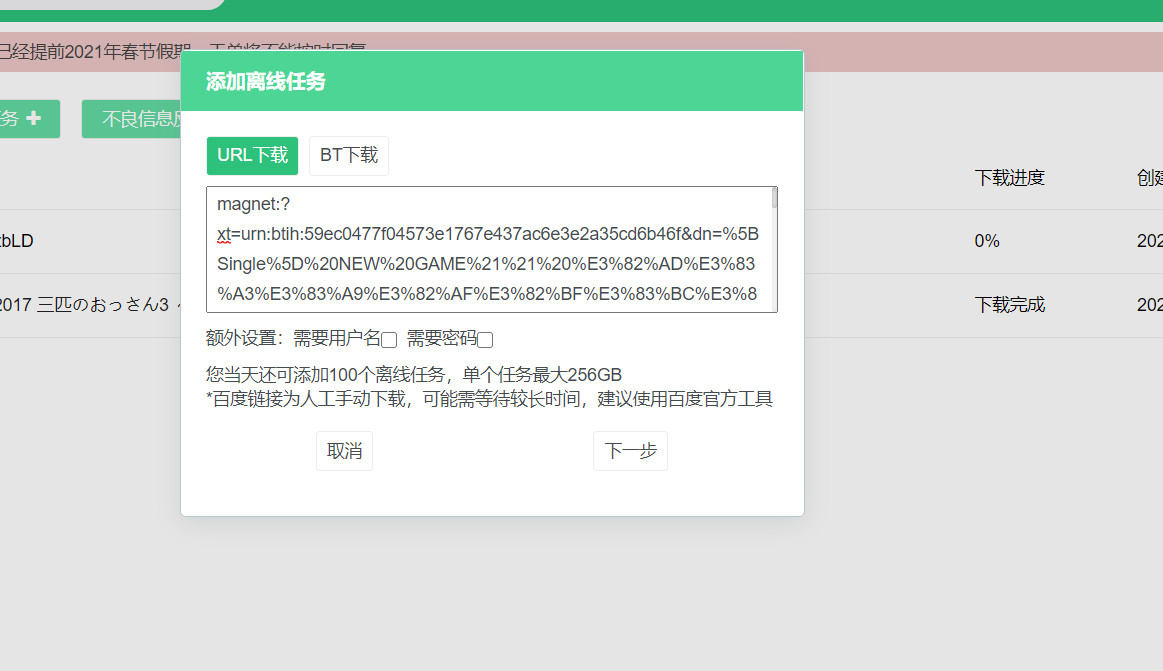 已经提前2021年春节假期
添加离线任务
务
不良信息
URL下载 BT下载
下载进度
magnet:?
xt=urn:btih:59ec0477f04573e1767e437ac6e3e2a35cd6b46f&dn=%5B
Single%5D%20NEW%20GAME%21%21%20%E3%82%AD%E3%83
%A3%E3%83%A9%E3%82%AF%E3%82%BF%E3%83%BC%E3%8
bLD
0%
202
2017 三匹のおっさん3
下载完成
202
额外设置：需要用户名 需要密码
您当天还可添加100个离线任务，单个任务最大256GB
*百度链接为人工手动下载，可能需等待较长时间，建议使用百度官方工具
取消 下一步